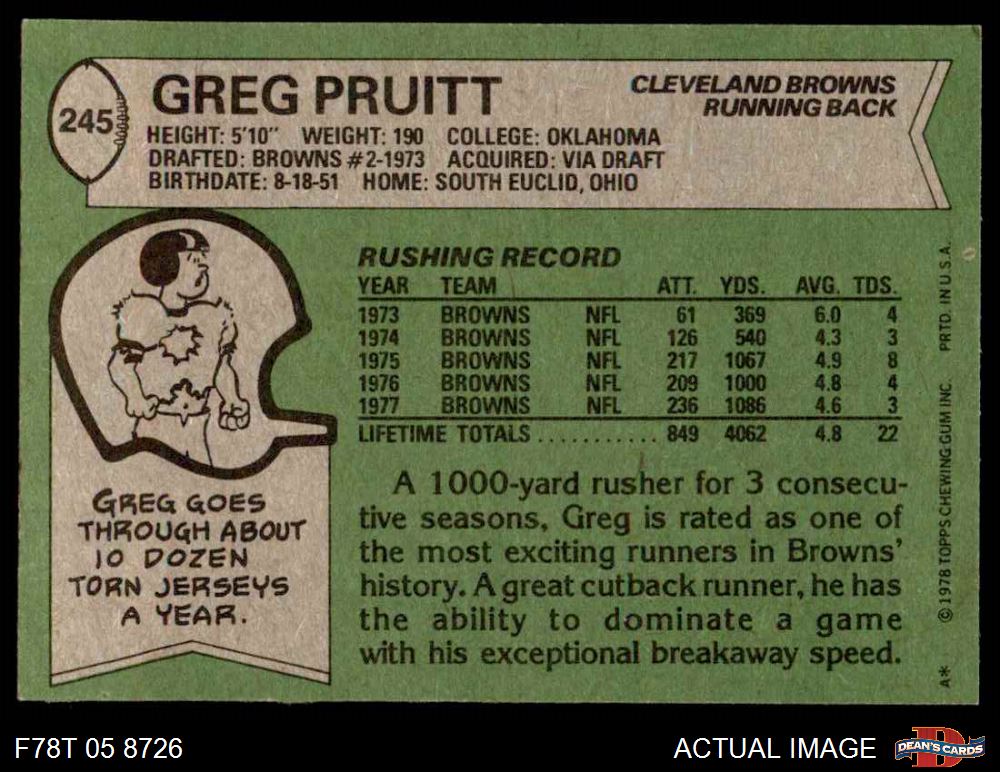 245
GREG PRUITT
CLEVELAND BROWNS
RUNNING BACK
HEIGHT: 5'10" WEIGHT: 190 COLLEGE: OKLAHOMA
DRAFTED: BROWNS #2-1973 ACQUIRED: VIA DRAFT
BIRTHDATE: 8-18-51 HOME: SOUTH EUCLID, OHIO
RUSHING RECORD
YEAR TEAM ATT. YDS. AVG. TDS.
1973 BROWNS NFL 61 369 6.0 4
1974 BROWNS NFL 126 540 4.3 3
1975 BROWNS NFL 217 1067 4.9 8
1976 BROWNS NFL 209 1000 4.8 4
1977 BROWNS NFL 236 1086 4.6 3
LIFETIME TOTALS ........... 849 4062 4.8 22
GREG GOES
THROUGH ABOUT
10 DOZEN
TORN JERSEYS
A YEAR.
A 1000-yard rusher for 3 consecu-
tive seasons, Greg is rated as one of
the most exciting runners in Browns'
history. A great cutback runner, he has
the ability to dominate a game
with his exceptional breakaway speed.
A* © 1978 TOPPS CHEWING GUM INC. PRTD. IN U.S.A.
F78T 05 8726
ACTUAL IMAGE
D
DEAN'S CARDS